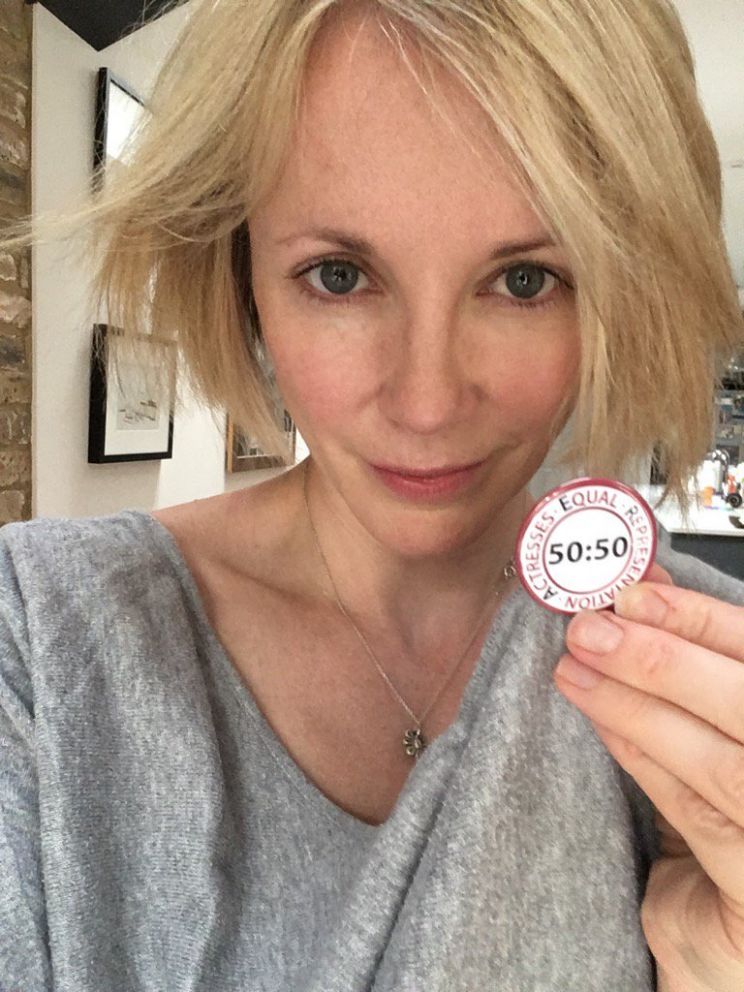 EQUAL · REPRESENTATION · ACTRESSES ·
50:50